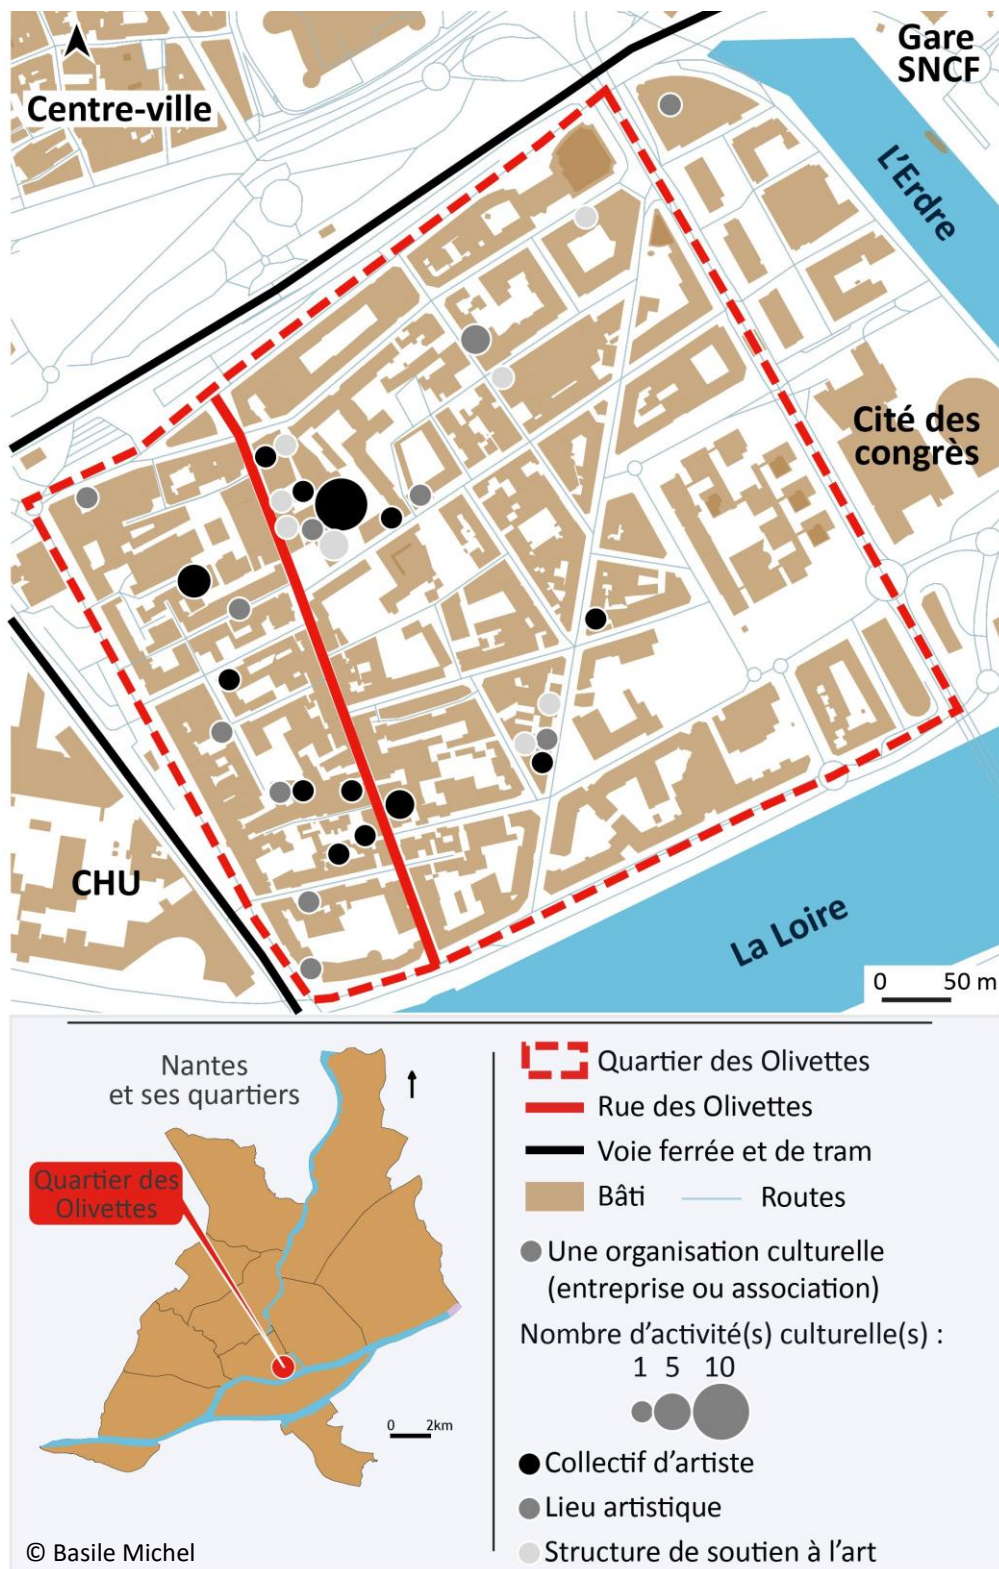 Centre-ville
Gare
SNCF
L'Erdre
Cité des
congrès
CHU
La Loire
0 50 m
Nantes
et ses quartiers
Quartier des
Olivettes
0 2km
© Basile Michel
Quartier des Olivettes
Rue des Olivettes
Voie ferrée et de tram
Bâti Routes
Une organisation culturelle
(entreprise ou association)
Nombre d'activité(s) culturelle(s) :
1 5 10
Collectif d'artiste
Lieu artistique
Structure de soutien à l'art